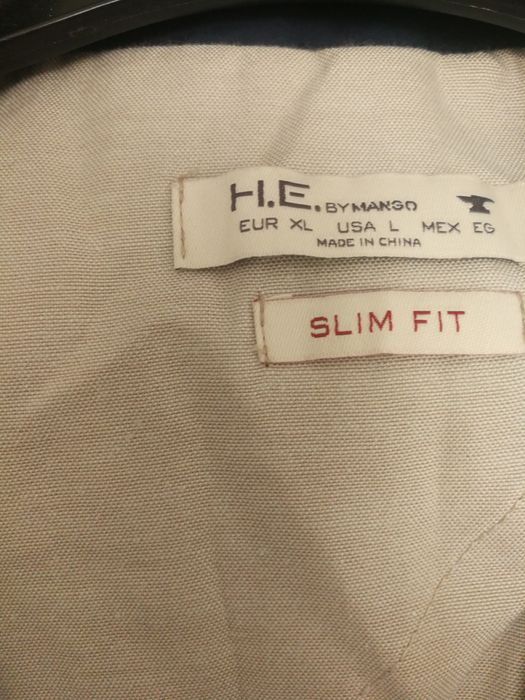 H.E. BY MANGO
EUR XL USA L MEX EG
MADE IN CHINA
SLIM FIT